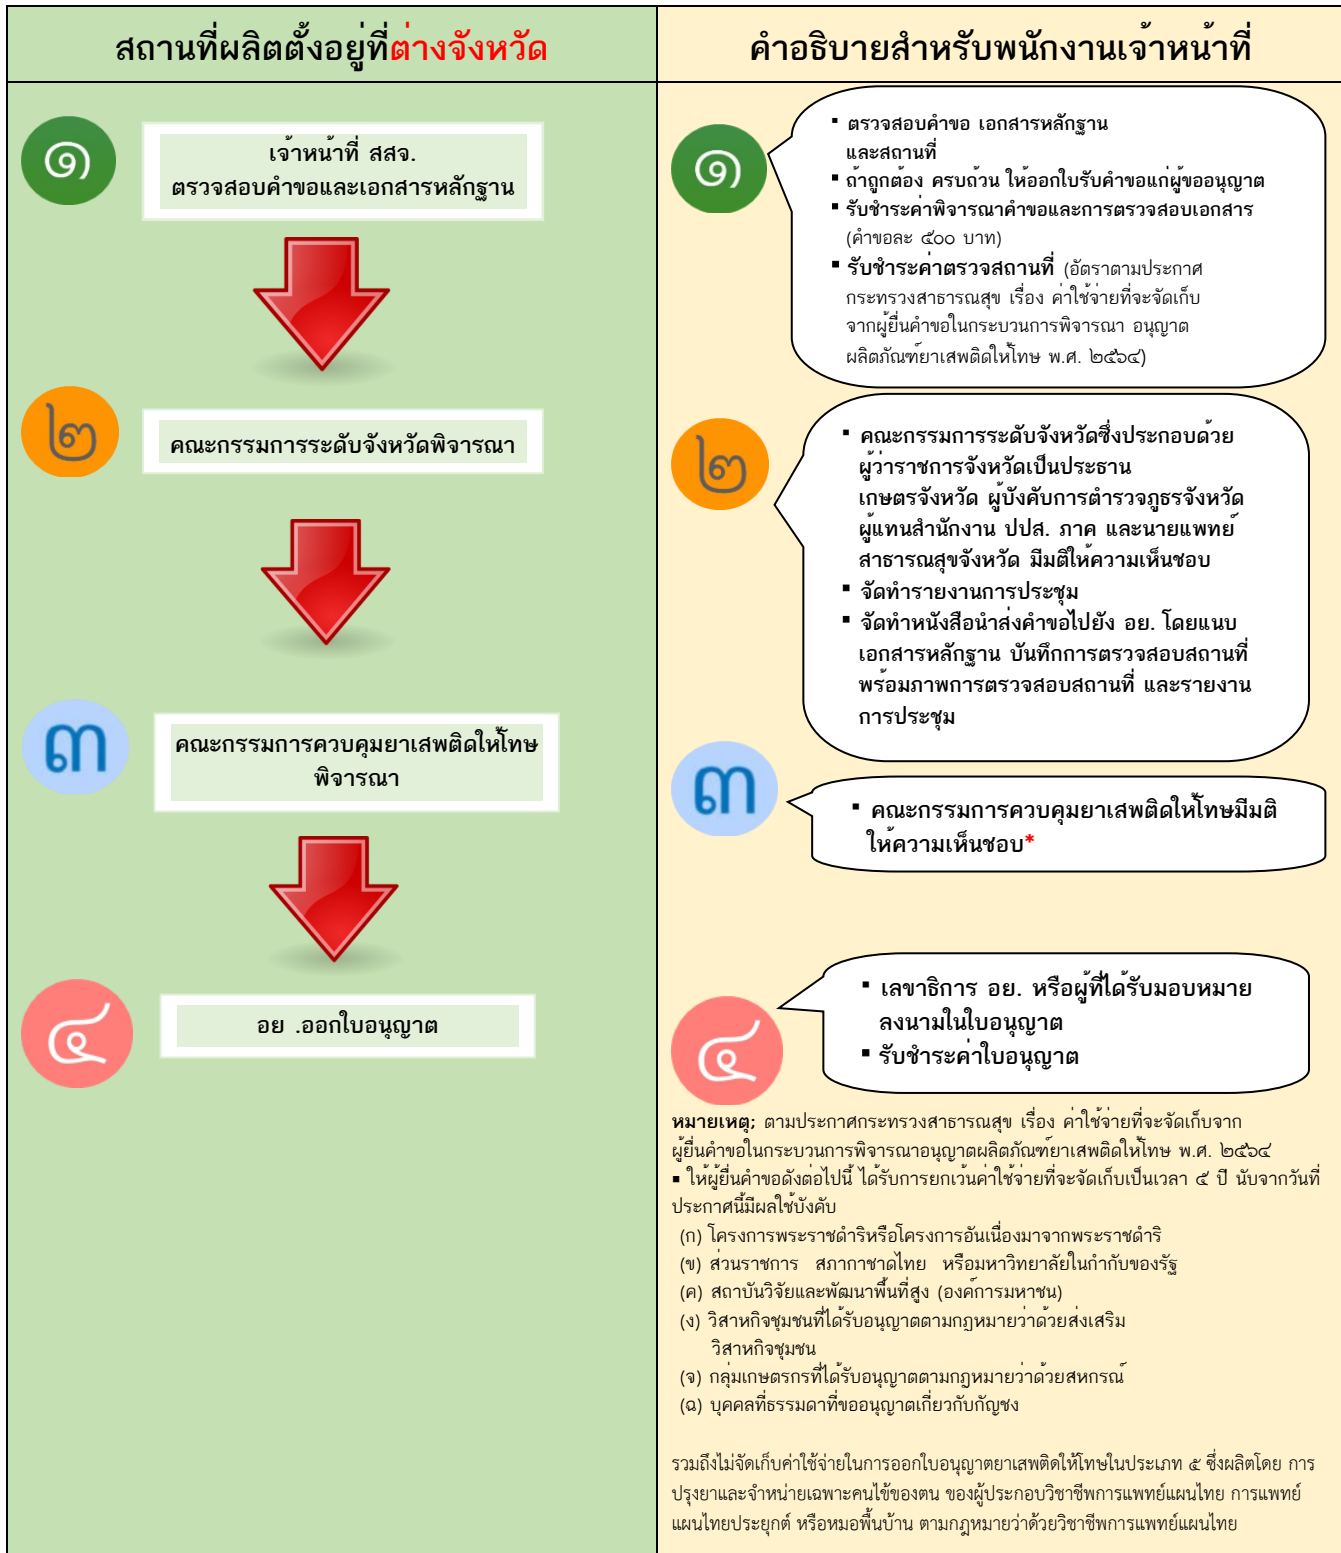 สถานที่ผลิตตั้งอยู่ที่ต่างจังหวัด
๑
เจ้าหน้าที่ สสจ.
ตรวจสอบคำขอและเอกสารหลักฐาน
๒
คณะกรรมการระดับจังหวัดพิจารณา
๓
คณะกรรมการควบคุมยาเสพติดให้โทษ
พิจารณา
๔
อย .ออกใบอนุญาต
คำอธิบายสำหรับพนักงานเจ้าหน้าที่
๑
▪ ตรวจสอบคำขอ เอกสารหลักฐาน
และสถานที่
▪ ถ้าถูกต้อง ครบถ้วน ให้ออกใบรับคำขอแก่ผู้ขออนุญาต
▪ รับชำระค่าพิจารณาคำขอและการตรวจสอบเอกสาร
(คำขอละ ๕๐๐ บาท)
▪ รับชำระค่าตรวจสถานที่ (อัตราตามประกาศ
กระทรวงสาธารณสุข เรื่อง ค่าใช้จ่ายที่จะจัดเก็บ
จากผู้ยื่นคำขอในกระบวนการพิจารณา อนุญาต
ผลิตภัณฑ์ยาเสพติดให้โทษ พ.ศ. ๒๕๖๔)
๒
▪ คณะกรรมการระดับจังหวัดซึ่งประกอบด้วย
ผู้ว่าราชการจังหวัดเป็นประธาน
เกษตรจังหวัด ผู้บังคับการตำรวจภูธรจังหวัด
ผู้แทนสำนักงาน ปปส. ภาค และนายแพทย์
สาธารณสุขจังหวัด มีมติให้ความเห็นชอบ
▪ จัดทำรายงานการประชุม
▪ จัดทำหนังสือนำส่งคำขอไปยัง อย. โดยแนบ
เอกสารหลักฐาน บันทึกการตรวจสอบสถานที่
พร้อมภาพการตรวจสอบสถานที่ และรายงาน
การประชุม
๓
▪ คณะกรรมการควบคุมยาเสพติดให้โทษมีมติ
ให้ความเห็นชอบ*
๔
▪ เลขาธิการ อย. หรือผู้ที่ได้รับมอบหมาย
ลงนามในใบอนุญาต
▪ รับชำระค่าใบอนุญาต
หมายเหตุ; ตามประกาศกระทรวงสาธารณสุข เรื่อง ค่าใช้จ่ายที่จะจัดเก็บจาก
ผู้ยื่นคำขอในกระบวนการพิจารณาอนุญาตผลิตภัณฑ์ยาเสพติดให้โทษ พ.ศ. ๒๕๖๔
▪ ให้ผู้ยื่นคำขอดังต่อไปนี้ ได้รับการยกเว้นค่าใช้จ่ายที่จะจัดเก็บเป็นเวลา ๕ ปี นับจากวันที่
ประกาศนี้มีผลใช้บังคับ
(ก) โครงการพระราชดำริหรือโครงการอันเนื่องมาจากพระราชดำริ
(ข) ส่วนราชการ สภากาชาดไทย หรือมหาวิทยาลัยในกำกับของรัฐ
(ค) สถาบันวิจัยและพัฒนาพื้นที่สูง (องค์การมหาชน)
(ง) วิสาหกิจชุมชนที่ได้รับอนุญาตตามกฎหมายว่าด้วยส่งเสริม
วิสาหกิจชุมชน
(จ) กลุ่มเกษตรกรที่ได้รับอนุญาตตามกฎหมายว่าด้วยสหกรณ์
(ฉ) บุคคลที่ธรรมดาที่ขออนุญาตเกี่ยวกับกัญชง
รวมถึงไม่จัดเก็บค่าใช้จ่ายในการออกใบอนุญาตยาเสพติดให้โทษในประเภท ๕ ซึ่งผลิตโดย การ
ปรุงยาและจำหน่ายเฉพาะคนไข้ของตน ของผู้ประกอบวิชาชีพการแพทย์แผนไทย การแพทย์
แผนไทยประยุกต์ หรือหมอพื้นบ้าน ตามกฎหมายว่าด้วยวิชาชีพการแพทย์แผนไทย